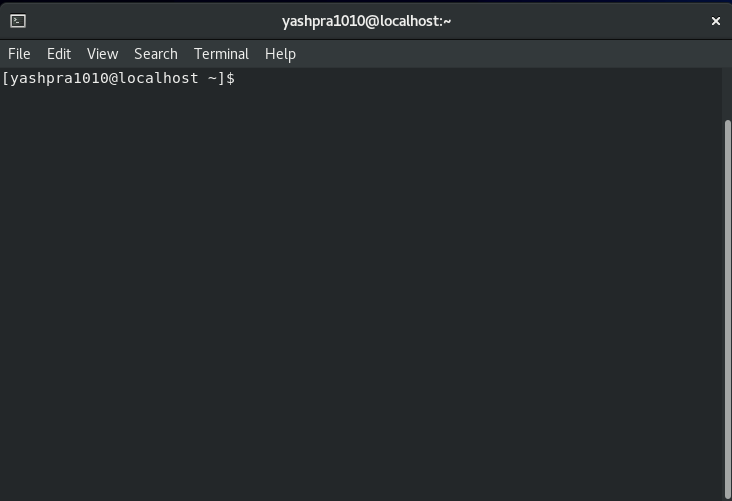 yashpra1010@localhost:~
File Edit View Search Terminal Help
[yashpra1010@localhost ~]$